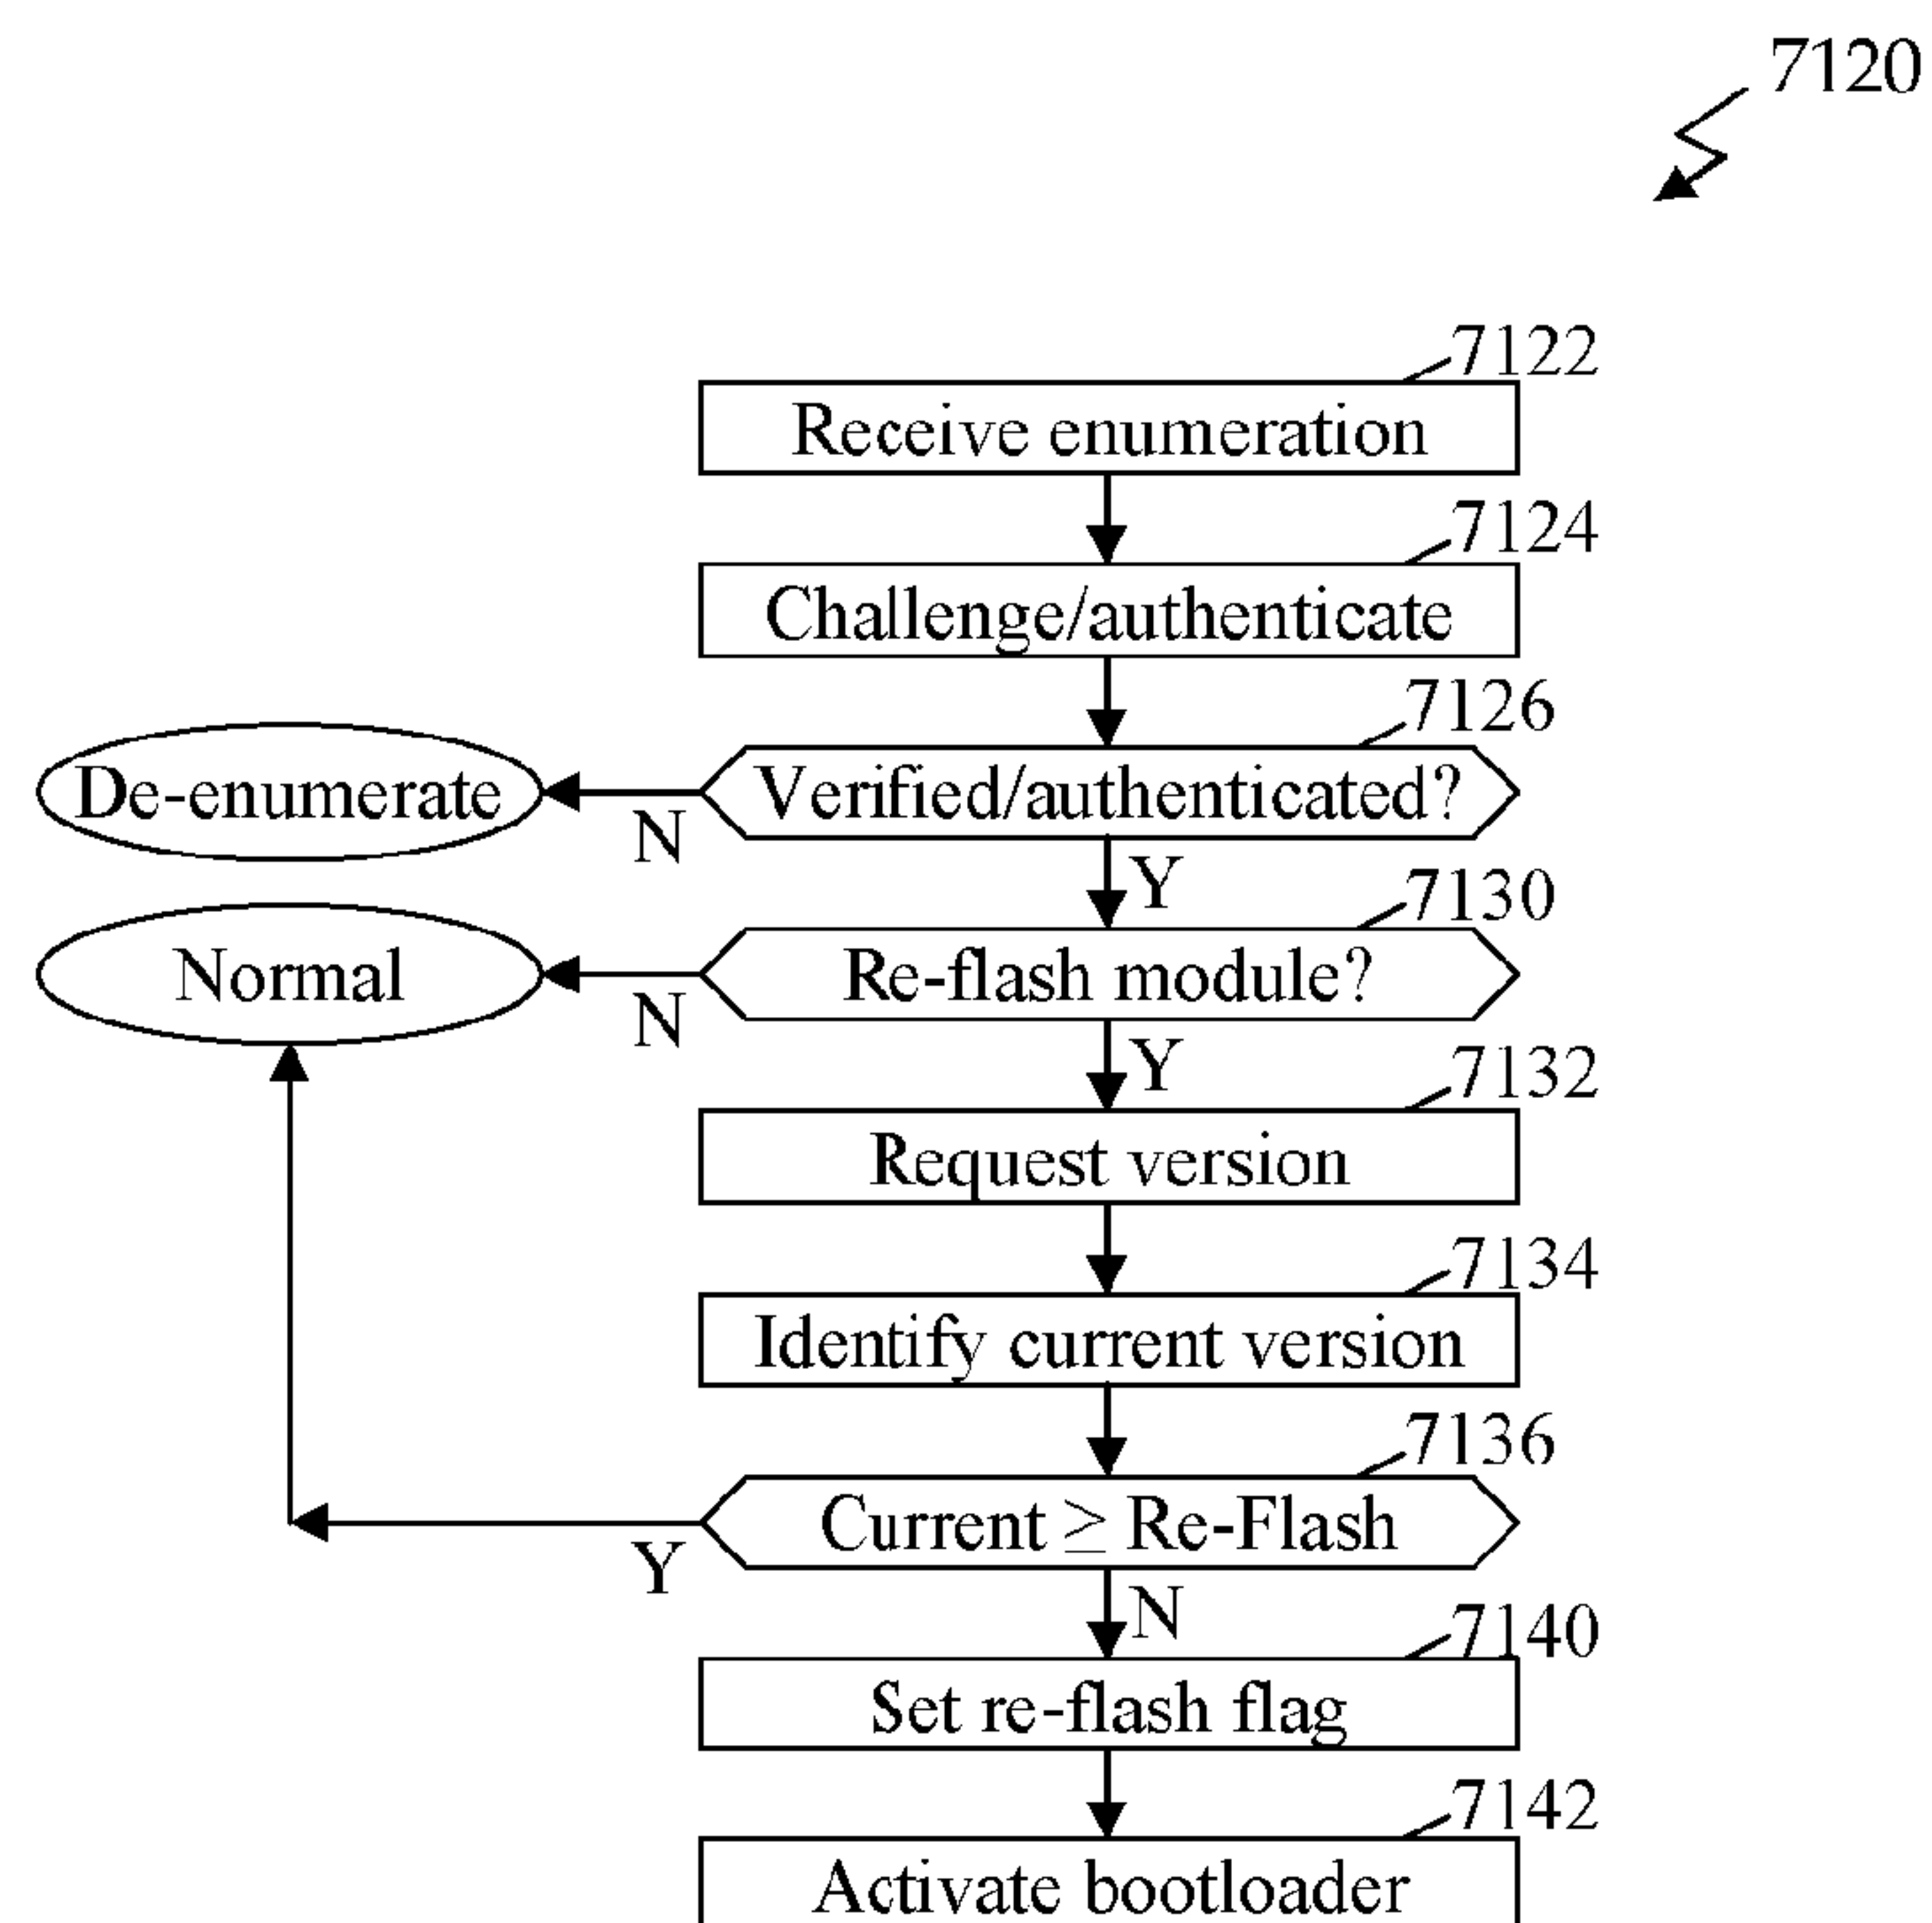 7120
7122
Receive enumeration
7124
Challenge/authenticate
7126
De-enumerate
N
Verified/authenticated?
Y
7130
Normal
N
Re-flash module?
Y
7132
Request version
7134
Identify current version
7136
Current ≥ Re-Flash
Y
N
7140
Set re-flash flag
7142
Activate bootloader